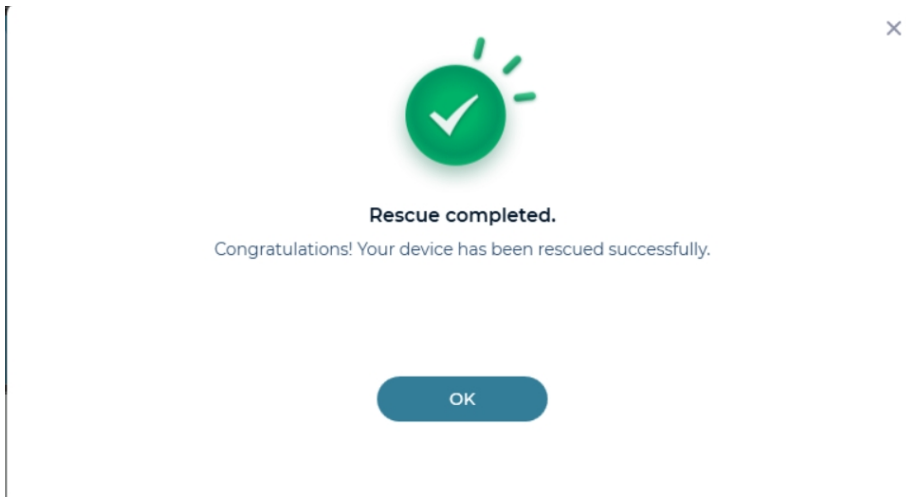 Rescue completed.
Congratulations! Your device has been rescued successfully.
OK